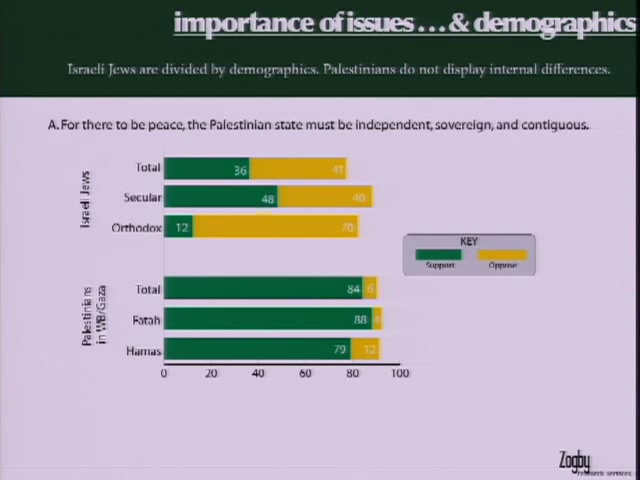 importance of issues...& demographics
Israeli Jews are divided by demographics. Palestinians do not display internal differences.
A. For there to be peace, the Palestinian state must be independent, sovereign, and contiguous.
Israeli Jews
Total 36 41
Secular 48 40
Orthodox 12 70
KEY
Support Oppose
Palestinians
in WB/Gaza
Total 84 6
Fatah 88 4
Hamas 79 12
0 20 40 60 80 100
Zogby
research services